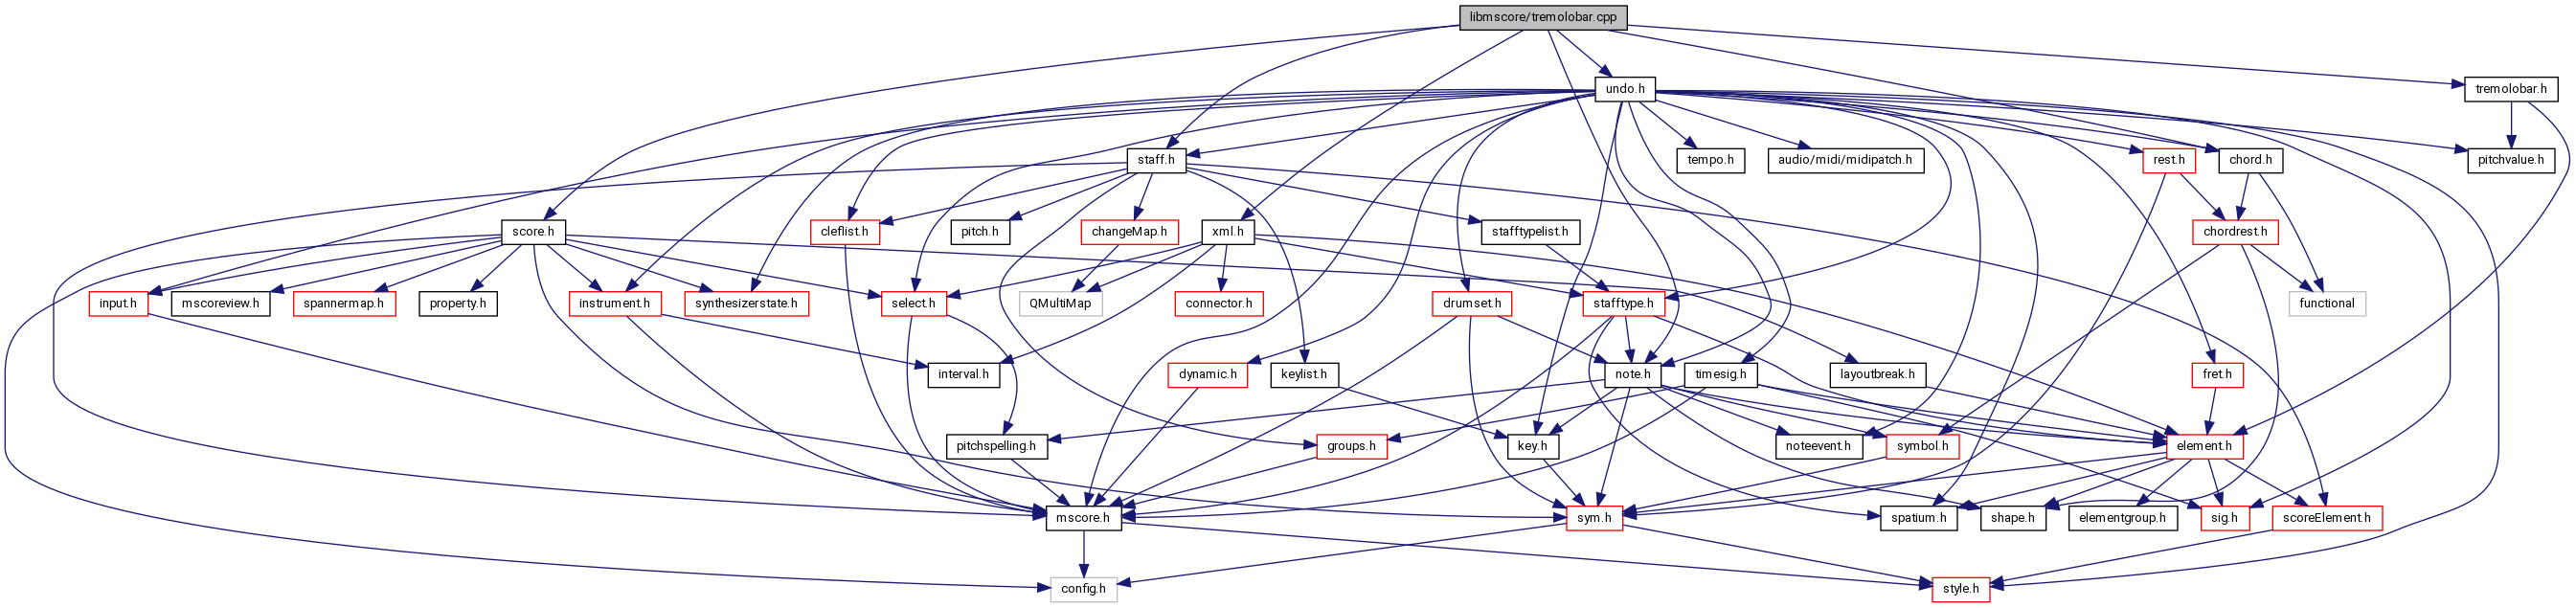 libmscore/tremolobar.cpp
undo.h
tremolobar.h
staff.h
tempo.h
audio/midi/midipatch.h
rest.h
chord.h
pitchvalue.h
score.h
cleflist.h
pitch.h
changeMap.h
xml.h
stafftypelist.h
chordrest.h
input.h
mscoreview.h
spannermap.h
property.h
instrument.h
synthesizerstate.h
select.h
QMultiMap
connector.h
drumset.h
stafftype.h
functional
interval.h
dynamic.h
keylist.h
note.h
timesig.h
layoutbreak.h
fret.h
pitchspelling.h
groups.h
key.h
noteevent.h
symbol.h
element.h
mscore.h
sym.h
spatium.h
shape.h
elementgroup.h
sig.h
scoreElement.h
config.h
style.h